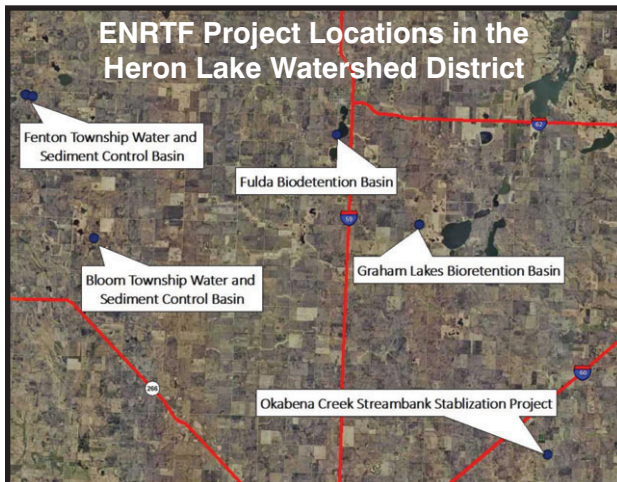 ENRTF Project Locations in the
Heron Lake Watershed District
Fenton Township Water and
Sediment Control Basin
62
Fulda Biodetention Basin
59
Bloom Township Water and
Sediment Control Basin
Graham Lakes Bioretention Basin
266
60
Okabena Creek Streambank Stablization Project